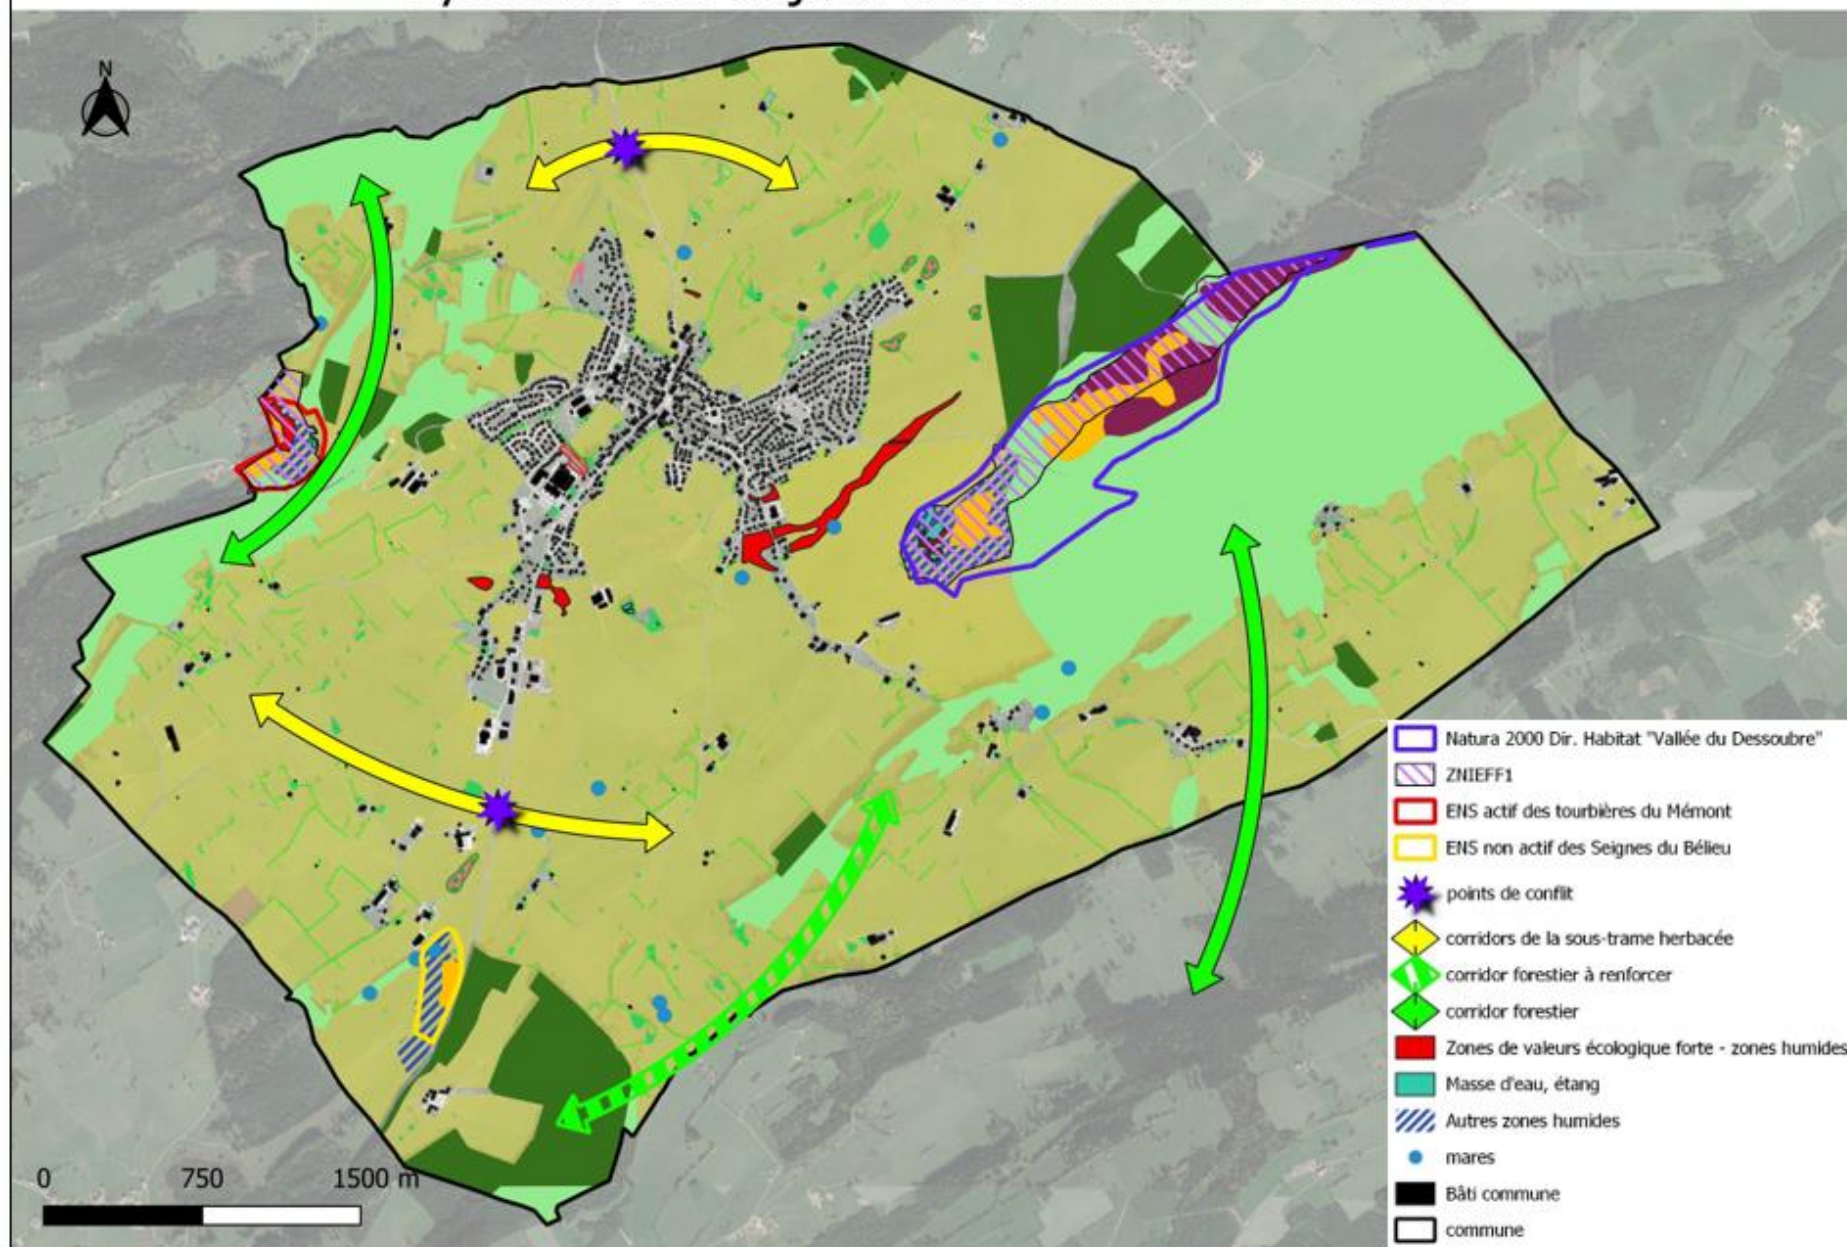 N
Natura 2000 Dir. Habitat "Vallée du Dessoubre"
ZNIEFF1
ENS actif des tourbières du Mémont
ENS non actif des Seignes du Bélieu
points de conflit
corridors de la sous-trame herbacée
corridor forestier à renforcer
corridor forestier
Zones de valeurs écologique forte - zones humides
Masse d'eau, étang
Autres zones humides
mares
Bâti commune
commune
0 750 1500 m